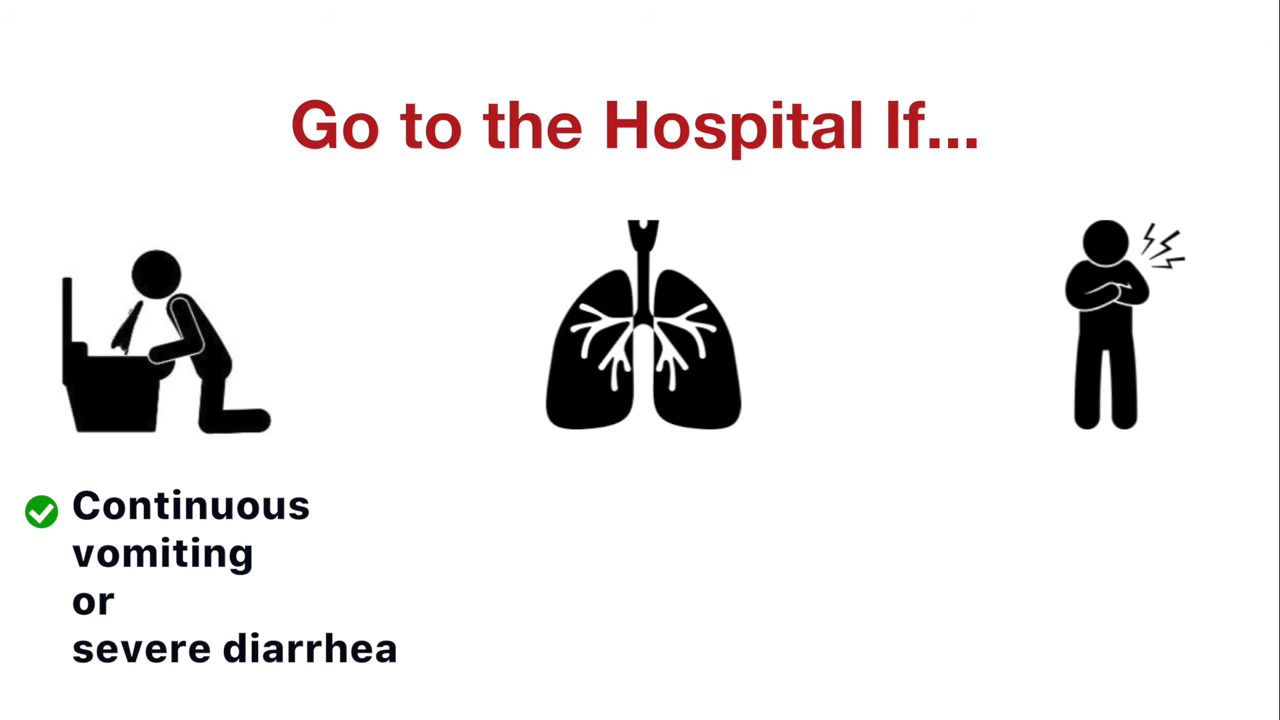 Go to the Hospital If...
Continuous
vomiting
or
severe diarrhea